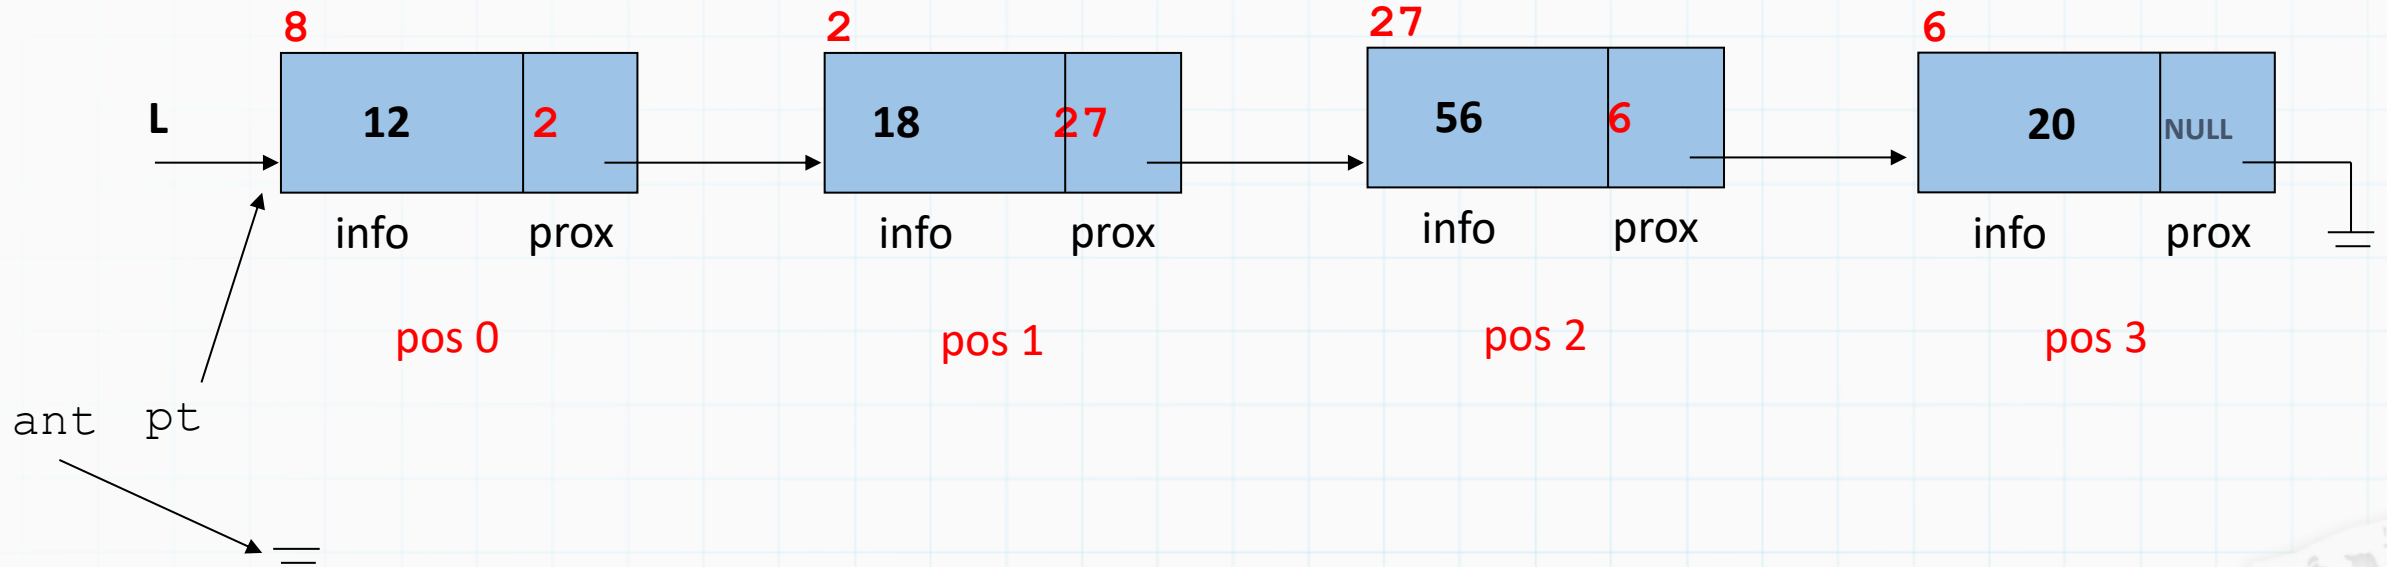 8 2 27 6
L 12 2 18 27 56 6 20 NULL
info prox info prox info prox info prox
pos 0 pos 1 pos 2 pos 3
ant pt